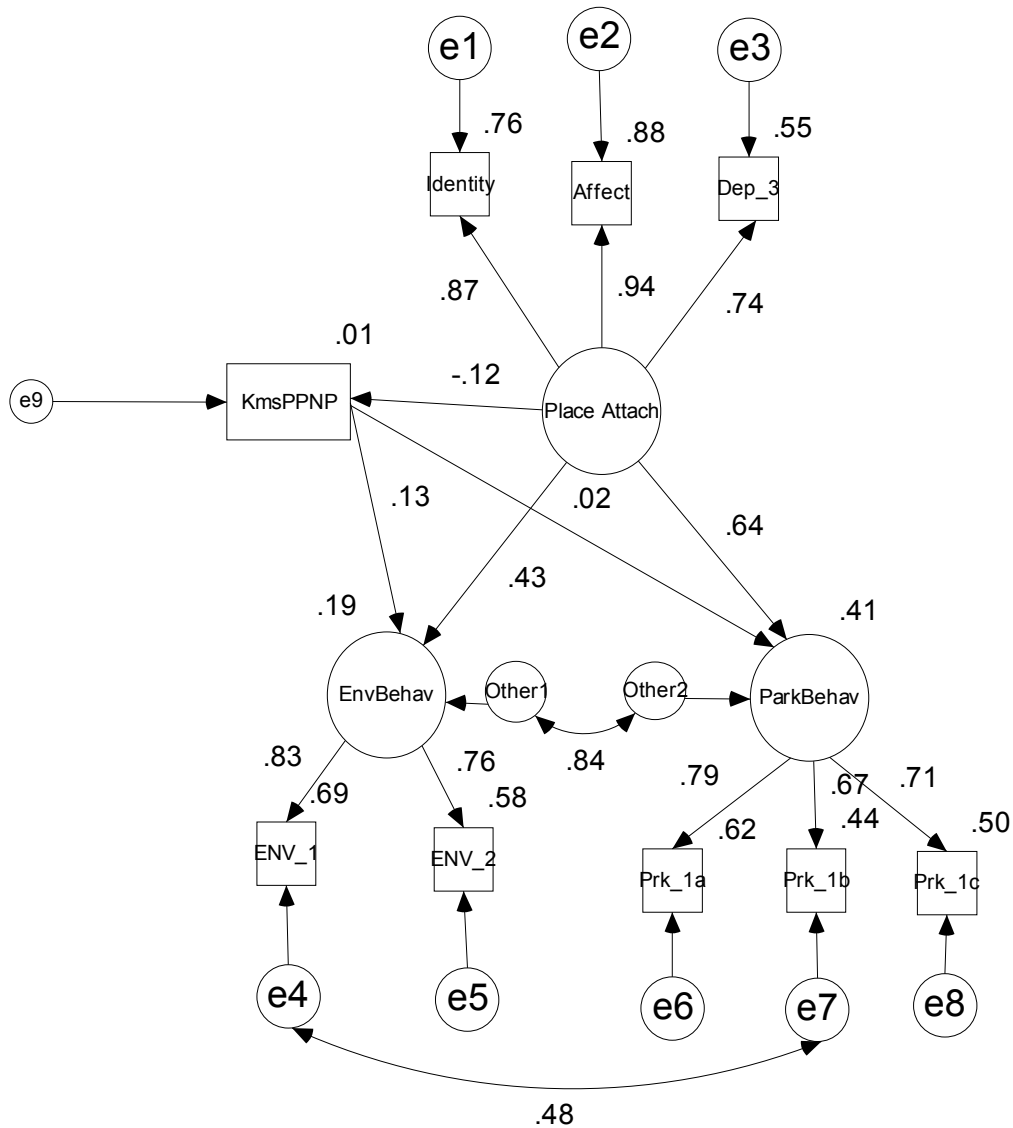 e1
e2
e3
.76
.88
.55
Identity
Affect
Dep_3
.87
.94
.74
.01
-.12
e9
KmsPPNP
Place Attach
.13
.02
.64
.43
.19
.41
EnvBehav
Other1
Other2
ParkBehav
.84
.83
.76
.79
.67
.71
.69
.58
.62
.44
.50
ENV_1
ENV_2
Prk_1a
Prk_1b
Prk_1c
e4
e5
e6
e7
e8
.48